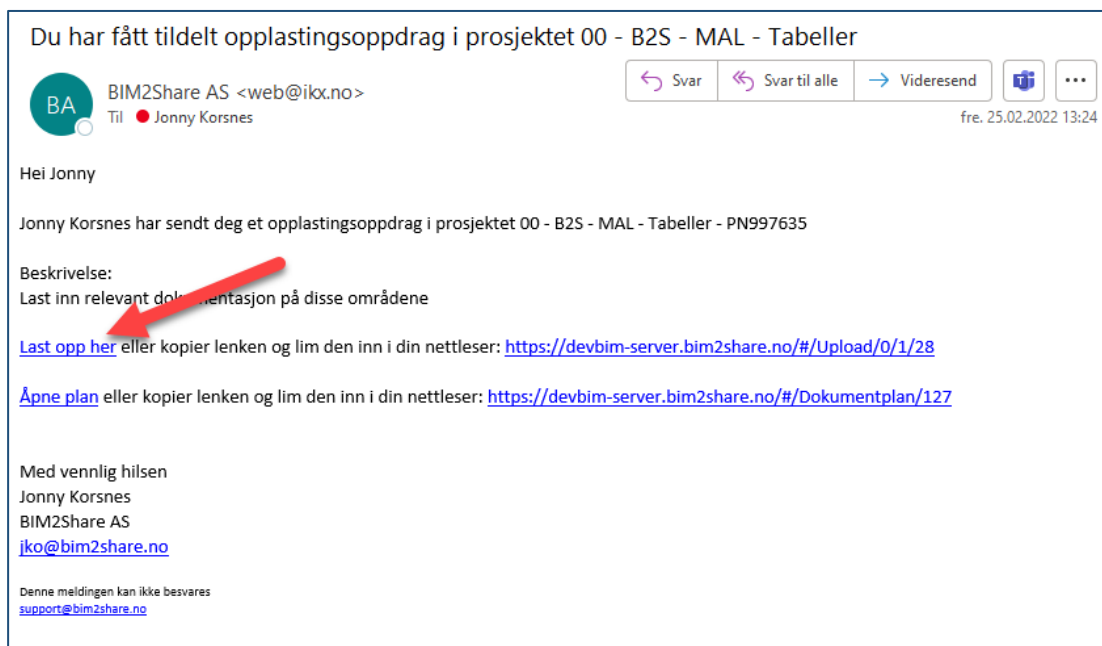 Du har fått tildelt opplastingsoppdrag i prosjektet 00 - B2S - MAL - Tabeller
BA
BIM2Share AS <web@ikx.no>
Til Jonny Korsnes
Svar
Svar til alle
Videresend
fre. 25.02.2022 13:24
Hei Jonny
Jonny Korsnes har sendt deg et opplastingsoppdrag i prosjektet 00 - B2S - MAL - Tabeller - PN997635
Beskrivelse:
Last inn relevant dokumentasjon på disse områdene
Last opp her eller kopier lenken og lim den inn i din nettleser: https://devbim-server.bim2share.no/#/Upload/0/1/28
Åpne plan eller kopier lenken og lim den inn i din nettleser: https://devbim-server.bim2share.no/#/Dokumentplan/127
Med vennlig hilsen
Jonny Korsnes
BIM2Share AS
jko@bim2share.no
Denne meldingen kan ikke besvares
support@bim2share.no